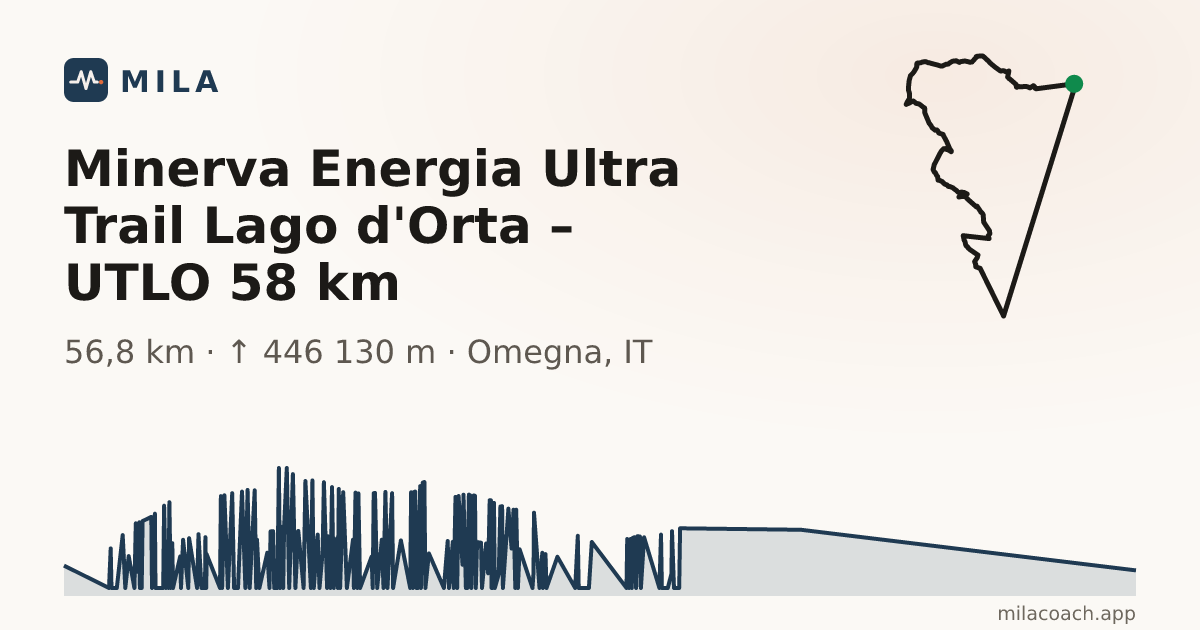 MILA
Minerva Energia Ultra
Trail Lago d'Orta –
UTLO 58 km
56,8 km · ↑ 446 130 m · Omegna, IT
milacoach.app